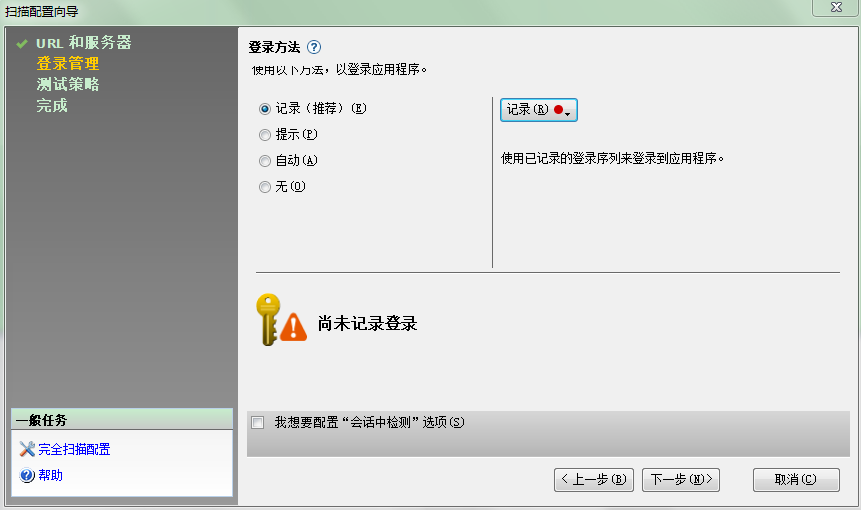 扫描配置向导
URL 和服务器
登录管理
测试策略
完成
登录方法
使用以下方法，以登录应用程序。
记录（推荐）(E)
提示(P)
自动(A)
无(O)
记录(R)
使用已记录的登录序列来登录到应用程序。
尚未记录登录
一般任务
完全扫描配置
帮助
我想要配置“会话中检测”选项(S)
< 上一步(B)
下一步(N)>
取消(C)